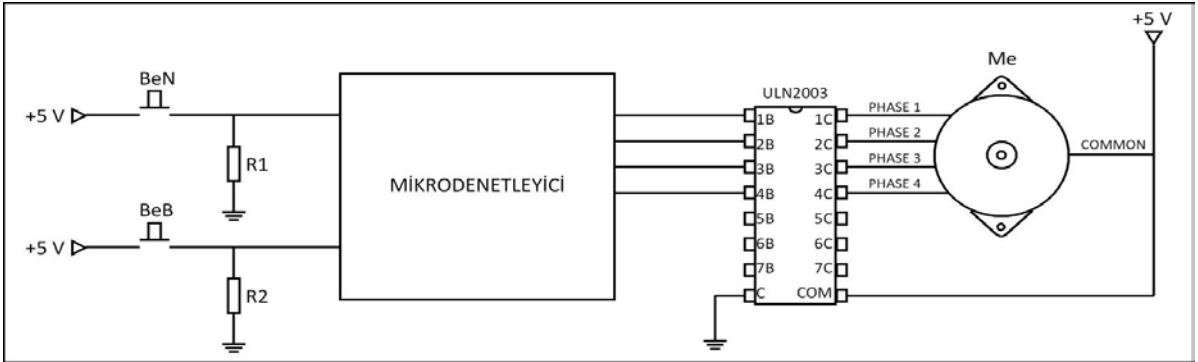 +5 V
BeN
R1
+5 V
BeB
R2
MİKRODENETLEYİCİ
ULN2003
1B 1C
2B 2C
3B 3C
4B 4C
5B 5C
6B 6C
7B 7C
C COM
PHASE 1
PHASE 2
PHASE 3
PHASE 4
Me
COMMON
+5 V